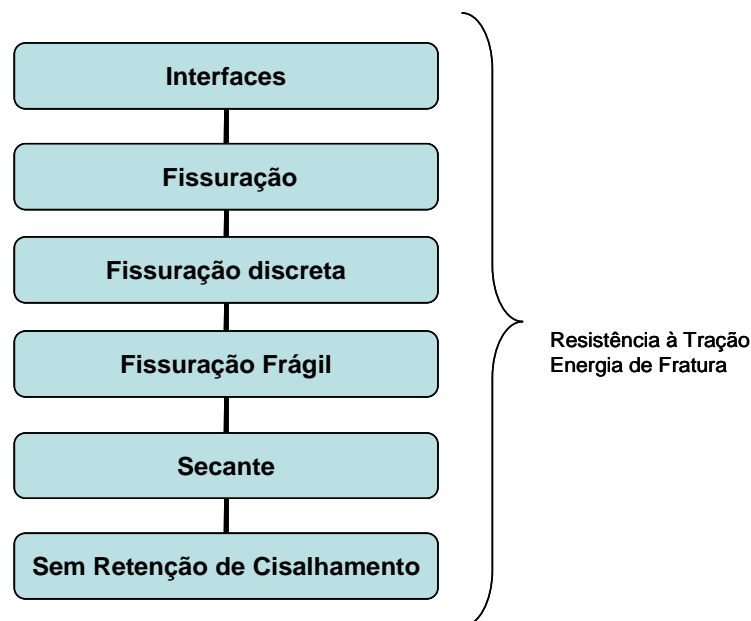 Interfaces
Fissuração
Fissuração discreta
Fissuração Frágil
Secante
Sem Retenção de Cisalhamento
Resistência à Tração
Energia de Fratura